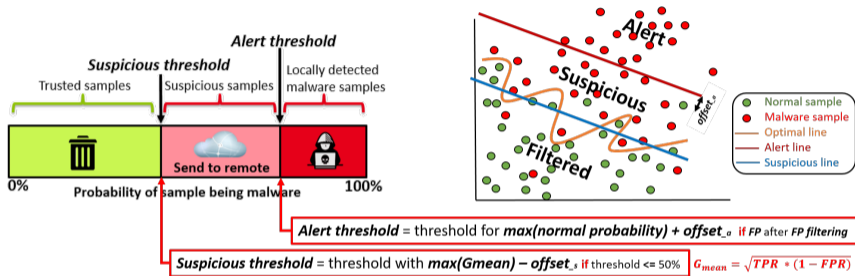 Alert threshold
Suspicious threshold
Trusted samples
Suspicious samples
Locally detected
malware samples
Send to remote
0%
Probability of sample being malware
100%
Alert
Suspicious
Filtered
offset_a
Normal sample
Malware sample
Optimal line
Alert line
Suspicious line
Alert threshold = threshold for max(normal probability) + offset_a if FP after FP filtering
Suspicious threshold = threshold with max(Gmean) – offset_s if threshold <= 50%
G_mean = √TPR * (1 − FPR)